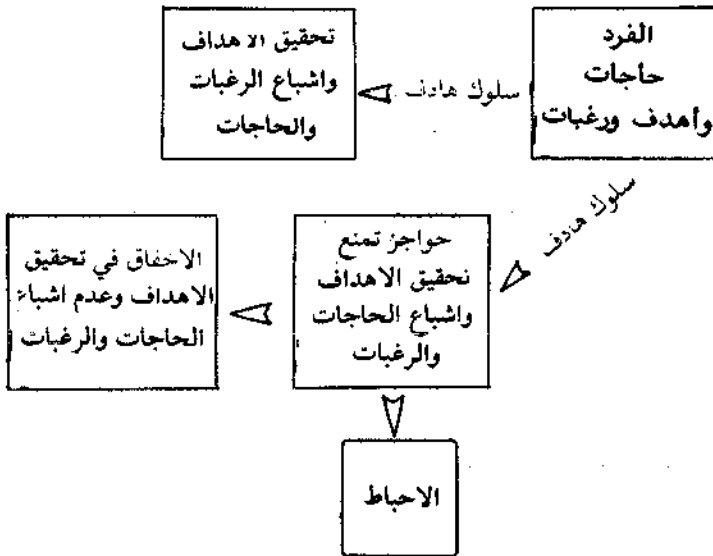 الفرد
حاجات
وأهدف ورغبات
سلوك هادف
تحقيق الاهداف
واشباع الرغبات
والحاجات
سلوك هادف
حواجز تمنع
تحقيق الاهداف
واشباع الحاجات
والرغبات
الاخفاق في تحقيق
الاهداف وعدم اشباع
الحاجات والرغبات
الاحباط